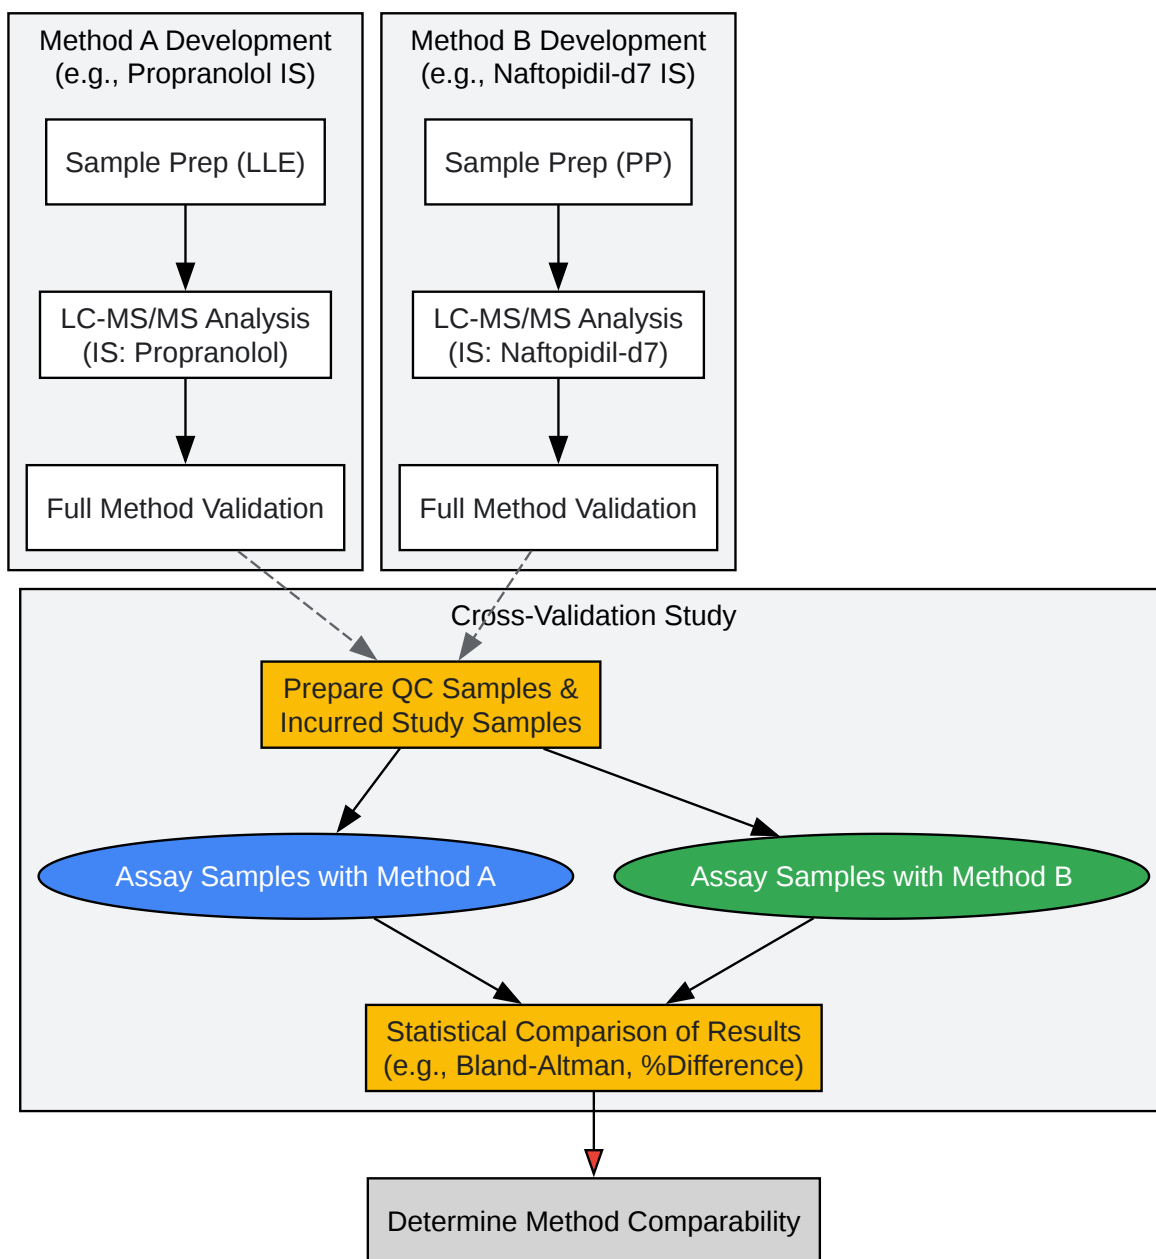 Method A Development
(e.g., Propranolol IS)
Sample Prep (LLE)
LC-MS/MS Analysis
(IS: Propranolol)
Full Method Validation
Method B Development
(e.g., Naftopidil-d7 IS)
Sample Prep (PP)
LC-MS/MS Analysis
(IS: Naftopidil-d7)
Full Method Validation
Cross-Validation Study
Prepare QC Samples &
Incurred Study Samples
Assay Samples with Method A
Assay Samples with Method B
Statistical Comparison of Results
(e.g., Bland-Altman, %Difference)
Determine Method Comparability